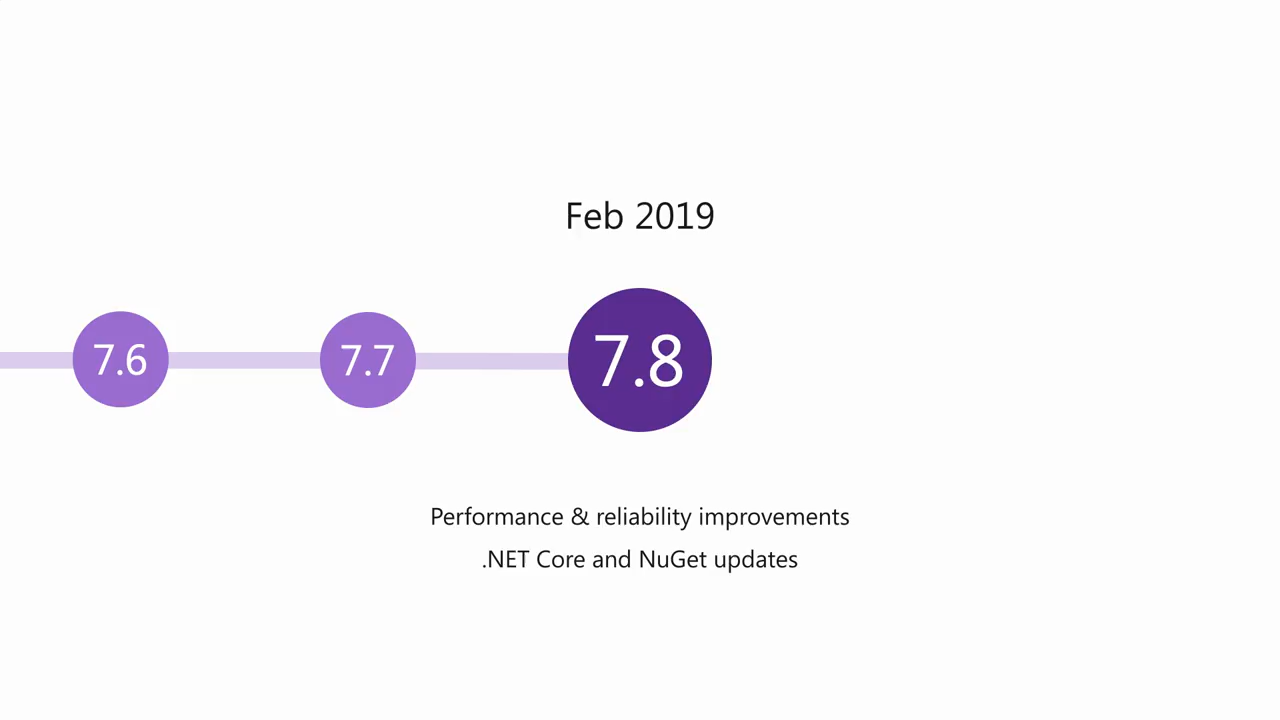 Feb 2019
7.6
7.7
7.8
Performance & reliability improvements
.NET Core and NuGet updates